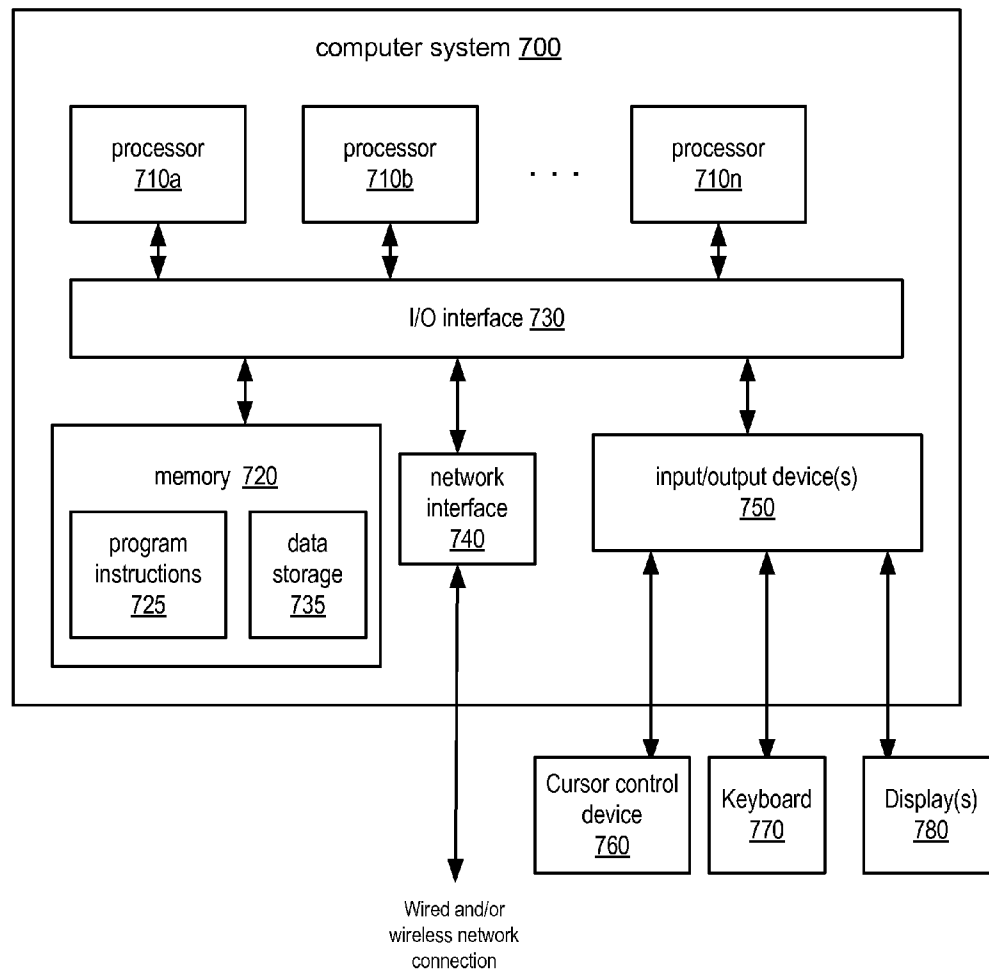 computer system 700
processor
710a
processor
710b
. . .
processor
710n
I/O interface 730
memory 720
program
instructions
725
data
storage
735
network
interface
740
input/output device(s)
750
Cursor control
device
760
Keyboard
770
Display(s)
780
Wired and/or
wireless network
connection